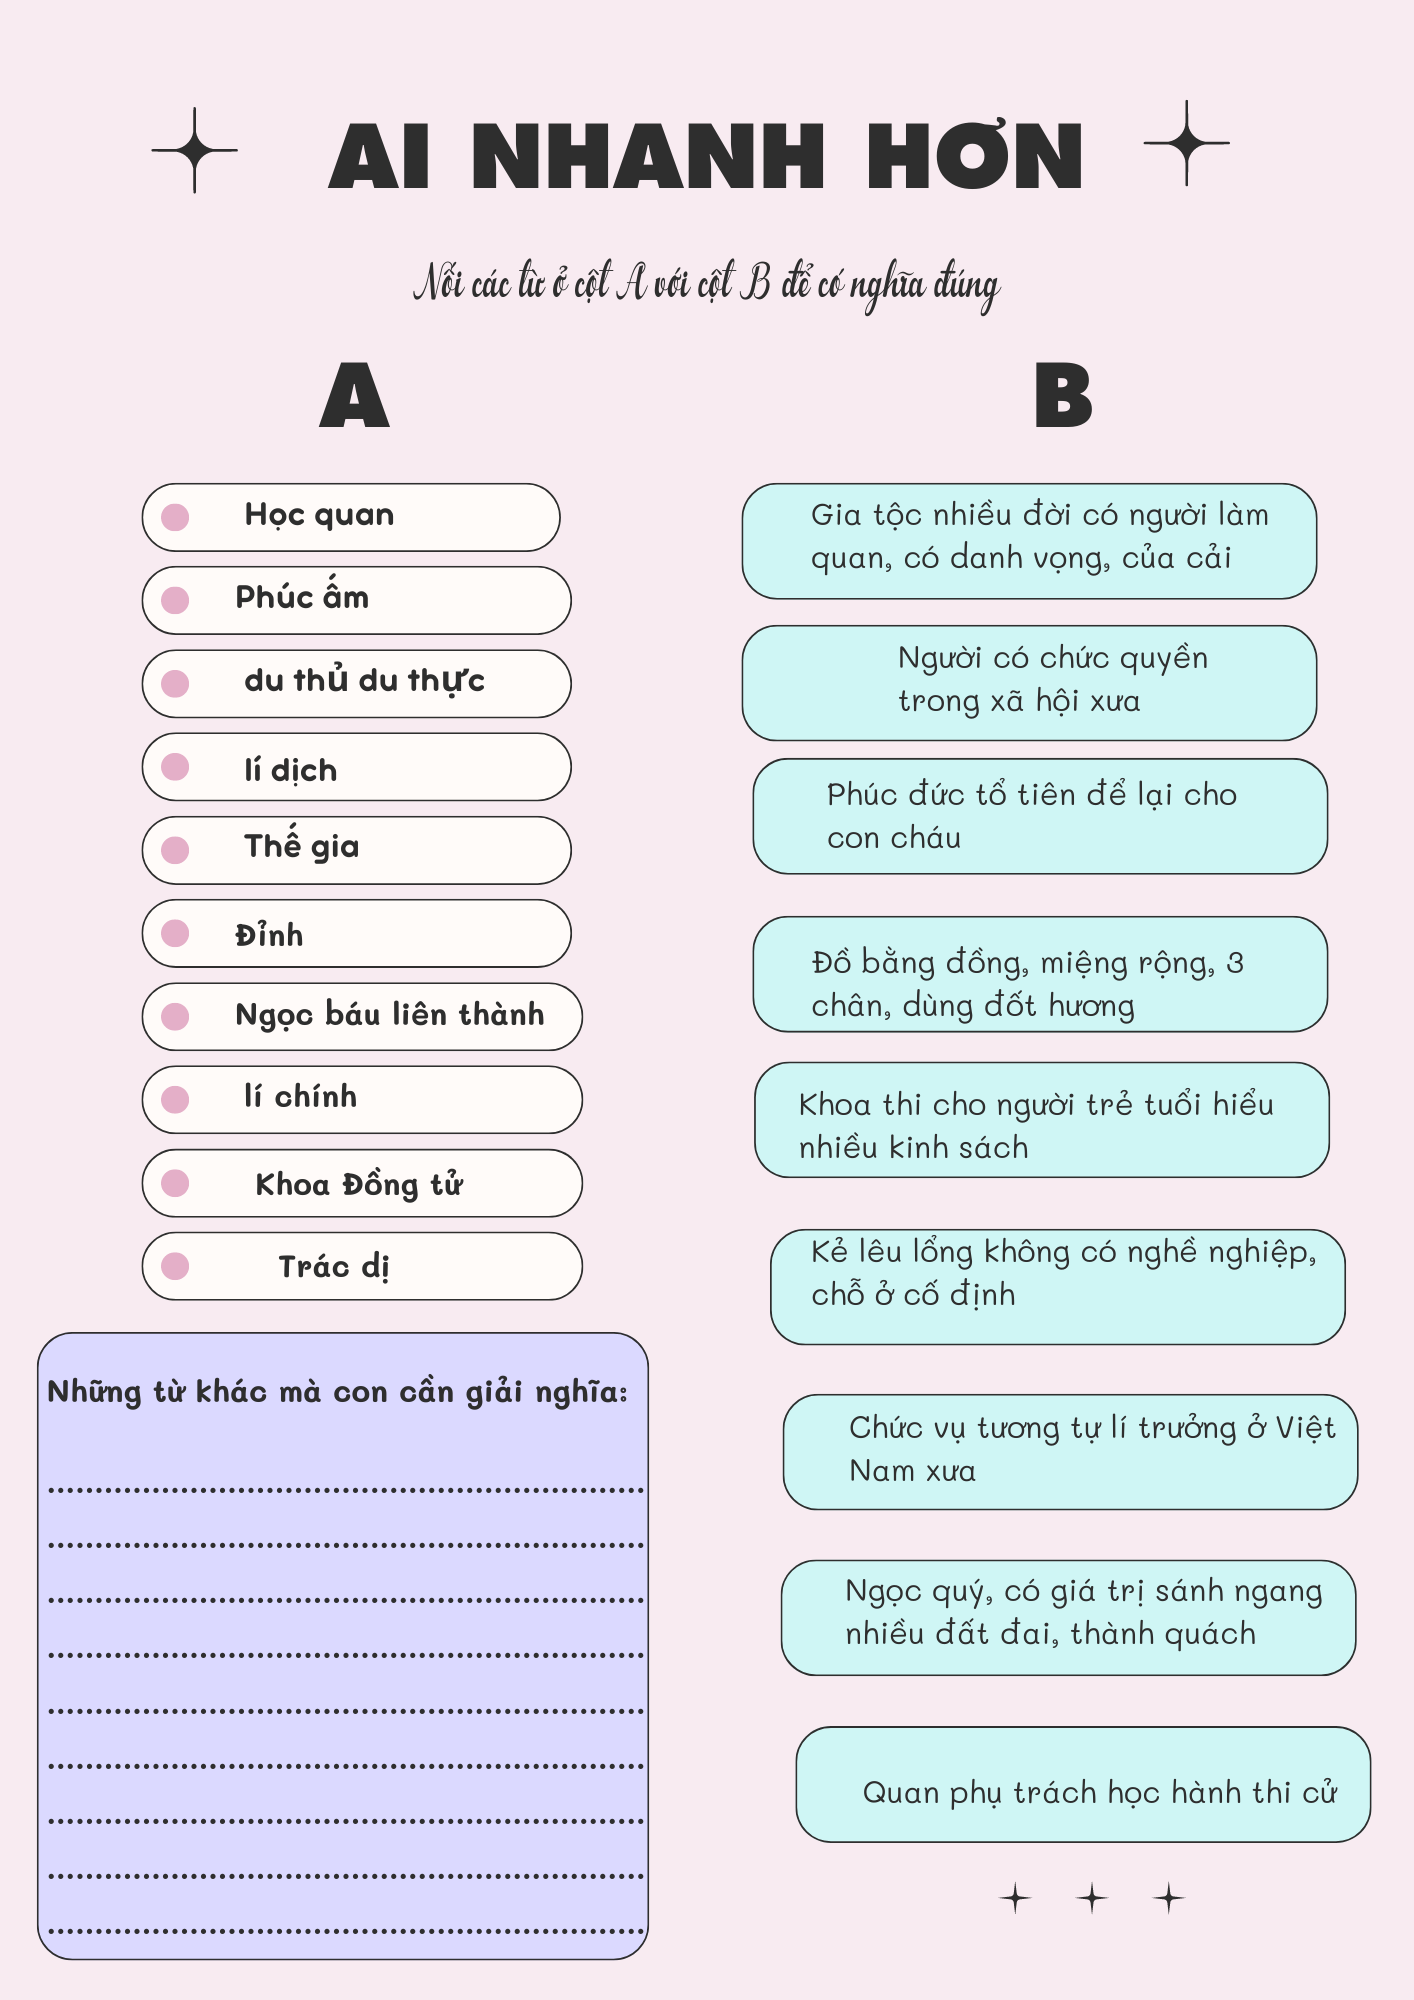 AI NHANH HƠN
Nối các từ ở cột A với cột B để có nghĩa đúng
A
Học quan
Phúc ấm
du thủ du thực
lí dịch
Thế gia
Đỉnh
Ngọc báu liên thành
lí chính
Khoa Đồng tử
Trác dị
Những từ khác mà con cần giải nghĩa:
B
Gia tộc nhiều đời có người làm
quan, có danh vọng, của cải
Người có chức quyền
trong xã hội xưa
Phúc đức tổ tiên để lại cho
con cháu
Đồ bằng đồng, miệng rộng, 3
chân, dùng đốt hương
Khoa thi cho người trẻ tuổi hiểu
nhiều kinh sách
Kẻ lêu lổng không có nghề nghiệp,
chỗ ở cố định
Chức vụ tương tự lí trưởng ở Việt
Nam xưa
Ngọc quý, có giá trị sánh ngang
nhiều đất đai, thành quách
Quan phụ trách học hành thi cử